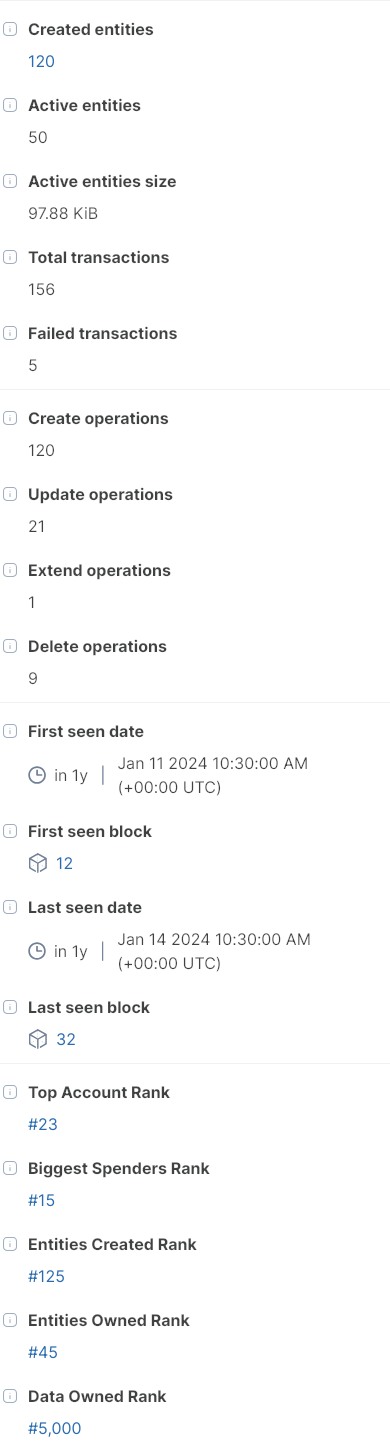 Created entities
120
Active entities
50
Active entities size
97.88 KiB
Total transactions
156
Failed transactions
5
Create operations
120
Update operations
21
Extend operations
1
Delete operations
9
First seen date
in 1y | Jan 11 2024 10:30:00 AM
(+00:00 UTC)
First seen block
12
Last seen date
in 1y | Jan 14 2024 10:30:00 AM
(+00:00 UTC)
Last seen block
32
Top Account Rank
#23
Biggest Spenders Rank
#15
Entities Created Rank
#125
Entities Owned Rank
#45
Data Owned Rank
#5,000